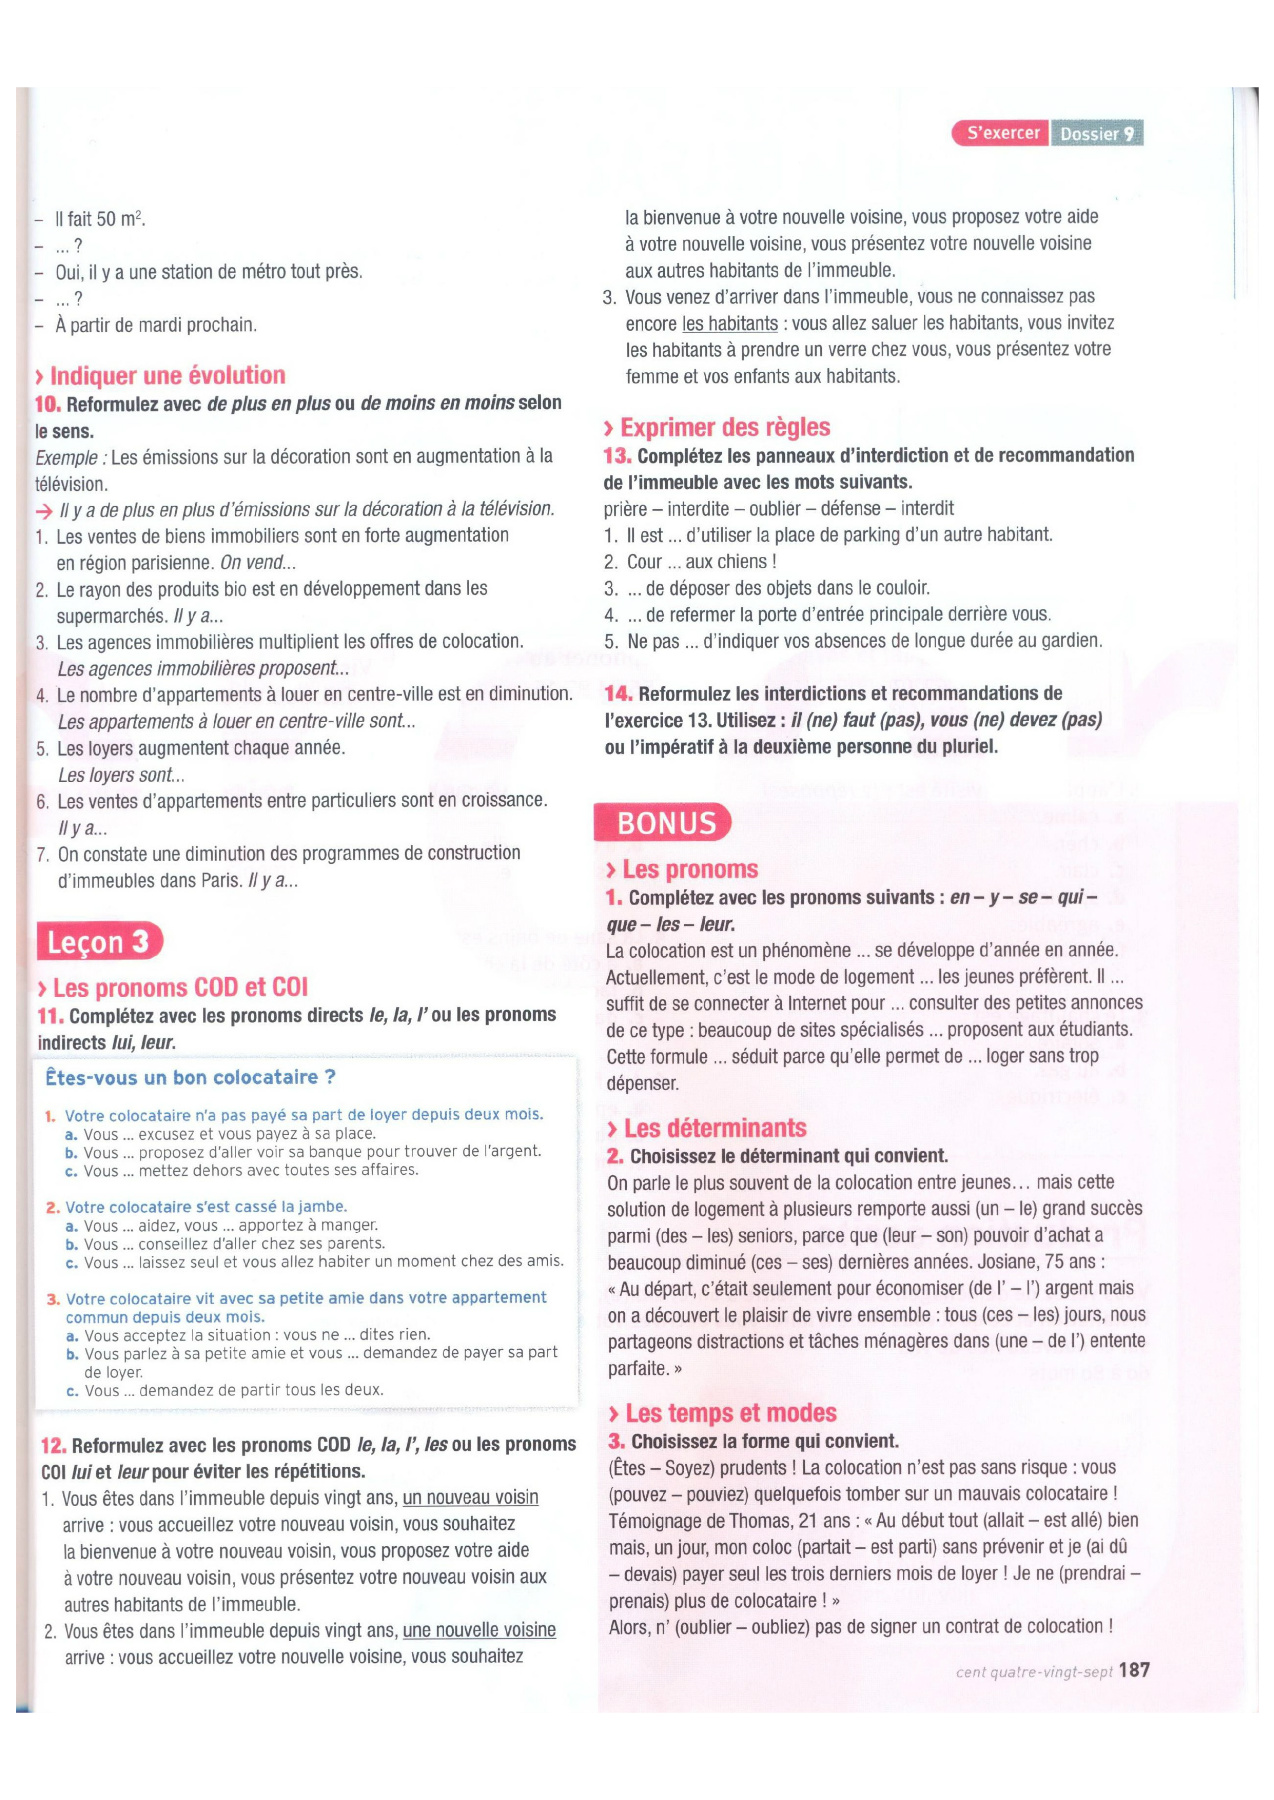 S'exercer Dossier 9
– Il fait 50 m².
– ... ?
– Oui, il y a une station de métro tout près.
– ... ?
– À partir de mardi prochain.
› Indiquer une évolution
10. Reformulez avec de plus en plus ou de moins en moins selon
le sens.
Exemple : Les émissions sur la décoration sont en augmentation à la
télévision.
→ Il y a de plus en plus d'émissions sur la décoration à la télévision.
1. Les ventes de biens immobiliers sont en forte augmentation
en région parisienne. On vend...
2. Le rayon des produits bio est en développement dans les
supermarchés. Il y a...
3. Les agences immobilières multiplient les offres de colocation.
Les agences immobilières proposent...
4. Le nombre d'appartements à louer en centre-ville est en diminution.
Les appartements à louer en centre-ville sont...
5. Les loyers augmentent chaque année.
Les loyers sont...
6. Les ventes d'appartements entre particuliers sont en croissance.
Il y a...
7. On constate une diminution des programmes de construction
d'immeubles dans Paris. Il y a...
Leçon 3
› Les pronoms COD et COI
11. Complétez avec les pronoms directs le, la, l' ou les pronoms
indirects lui, leur.
Êtes-vous un bon colocataire ?
1. Votre colocataire n'a pas payé sa part de loyer depuis deux mois.
a. Vous ... excusez et vous payez à sa place.
b. Vous ... proposez d'aller voir sa banque pour trouver de l'argent.
c. Vous ... mettez dehors avec toutes ses affaires.
2. Votre colocataire s'est cassé la jambe.
a. Vous ... aidez, vous ... apportez à manger.
b. Vous ... conseillez d'aller chez ses parents.
c. Vous ... laissez seul et vous allez habiter un moment chez des amis.
3. Votre colocataire vit avec sa petite amie dans votre appartement
commun depuis deux mois.
a. Vous acceptez la situation : vous ne ... dites rien.
b. Vous parlez à sa petite amie et vous ... demandez de payer sa part
de loyer.
c. Vous ... demandez de partir tous les deux.
12. Reformulez avec les pronoms COD le, la, l', les ou les pronoms
COI lui et leur pour éviter les répétitions.
1. Vous êtes dans l'immeuble depuis vingt ans, un nouveau voisin
arrive : vous accueillez votre nouveau voisin, vous souhaitez
la bienvenue à votre nouveau voisin, vous proposez votre aide
à votre nouveau voisin, vous présentez votre nouveau voisin aux
autres habitants de l'immeuble.
2. Vous êtes dans l'immeuble depuis vingt ans, une nouvelle voisine
arrive : vous accueillez votre nouvelle voisine, vous souhaitez
la bienvenue à votre nouvelle voisine, vous proposez votre aide
à votre nouvelle voisine, vous présentez votre nouvelle voisine
aux autres habitants de l'immeuble.
3. Vous venez d'arriver dans l'immeuble, vous ne connaissez pas
encore les habitants : vous allez saluer les habitants, vous invitez
les habitants à prendre un verre chez vous, vous présentez votre
femme et vos enfants aux habitants.
› Exprimer des règles
13. Complétez les panneaux d'interdiction et de recommandation
de l'immeuble avec les mots suivants.
prière – interdite – oublier – défense – interdit
1. Il est ... d'utiliser la place de parking d'un autre habitant.
2. Cour ... aux chiens !
3. ... de déposer des objets dans le couloir.
4. ... de refermer la porte d'entrée principale derrière vous.
5. Ne pas ... d'indiquer vos absences de longue durée au gardien.
14. Reformulez les interdictions et recommandations de
l'exercice 13. Utilisez : il (ne) faut (pas), vous (ne) devez (pas)
ou l'impératif à la deuxième personne du pluriel.
BONUS
› Les pronoms
1. Complétez avec les pronoms suivants : en – y – se – qui –
que – les – leur.
La colocation est un phénomène ... se développe d'année en année.
Actuellement, c'est le mode de logement ... les jeunes préfèrent. Il ...
suffit de se connecter à Internet pour ... consulter des petites annonces
de ce type : beaucoup de sites spécialisés ... proposent aux étudiants.
Cette formule ... séduit parce qu'elle permet de ... loger sans trop
dépenser.
› Les déterminants
2. Choisissez le déterminant qui convient.
On parle le plus souvent de la colocation entre jeunes... mais cette
solution de logement à plusieurs remporte aussi (un – le) grand succès
parmi (des – les) seniors, parce que (leur – son) pouvoir d'achat a
beaucoup diminué (ces – ses) dernières années. Josiane, 75 ans :
« Au départ, c'était seulement pour économiser (de l' – l') argent mais
on a découvert le plaisir de vivre ensemble : tous (ces – les) jours, nous
partageons distractions et tâches ménagères dans (une – de l') entente
parfaite. »
› Les temps et modes
3. Choisissez la forme qui convient.
(Êtes – Soyez) prudents ! La colocation n'est pas sans risque : vous
(pouvez – pouviez) quelquefois tomber sur un mauvais colocataire !
Témoignage de Thomas, 21 ans : « Au début tout (allait – est allé) bien
mais, un jour, mon coloc (partait – est parti) sans prévenir et je (ai dû
– devais) payer seul les trois derniers mois de loyer ! Je ne (prendrai –
prenais) plus de colocataire ! »
Alors, n' (oublier – oubliez) pas de signer un contrat de colocation !
cent quatre-vingt-sept 187